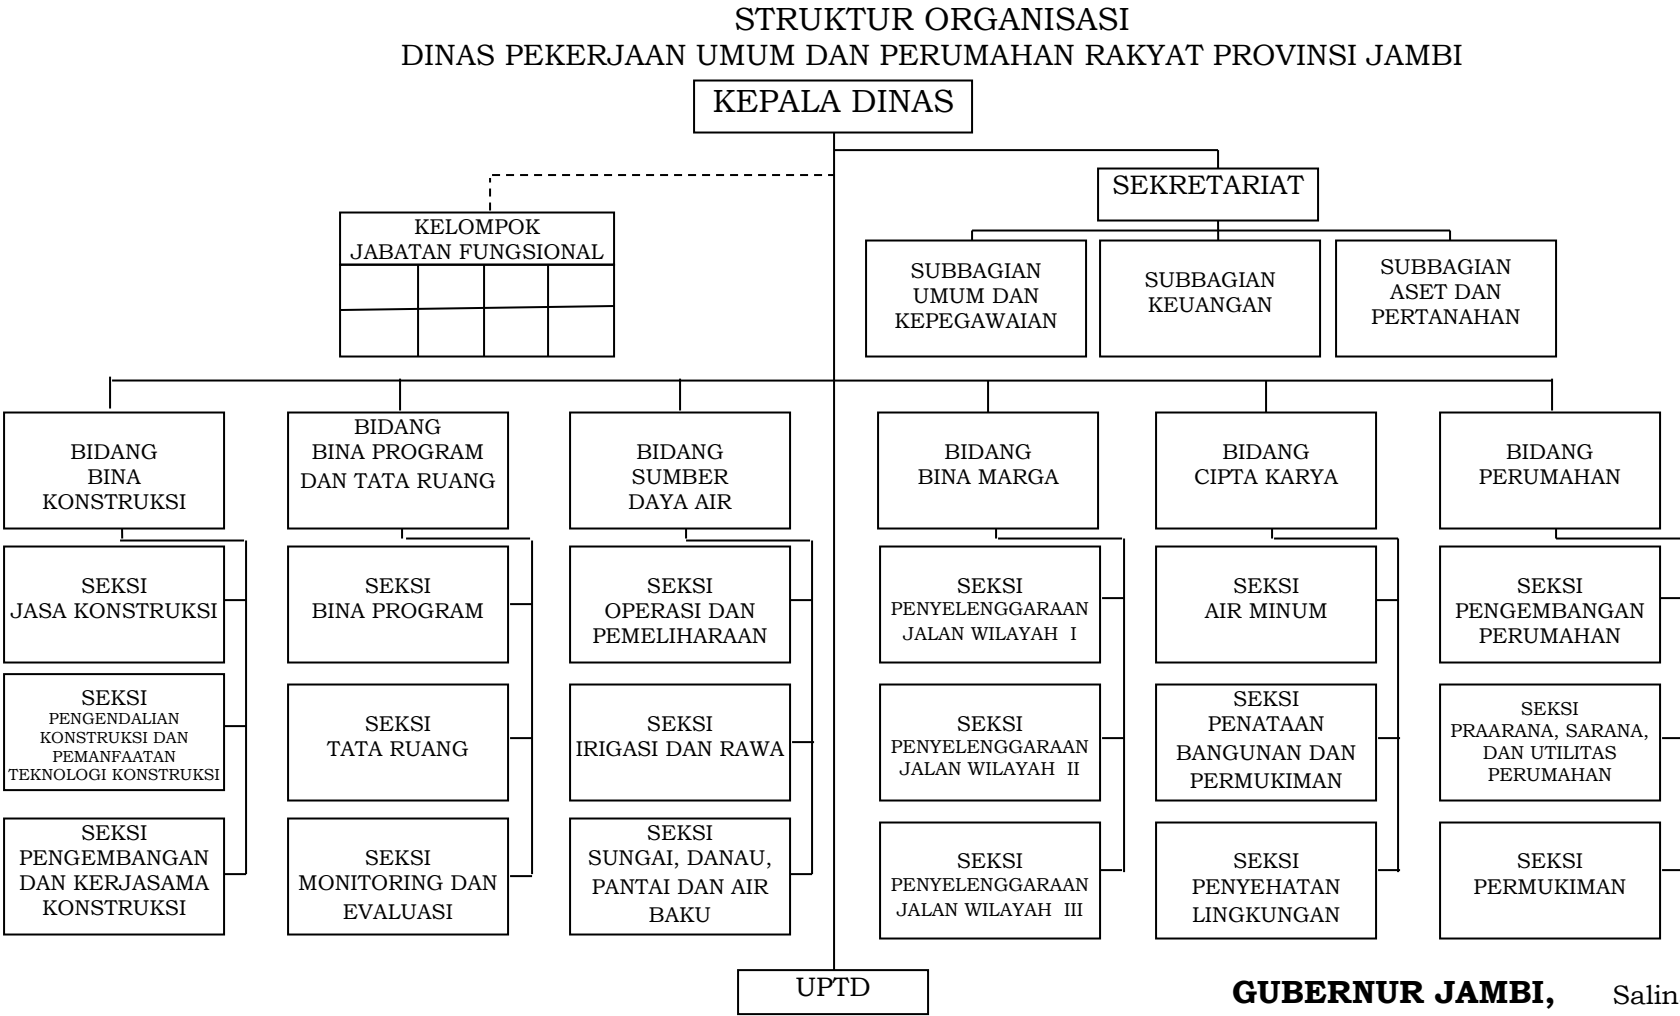 STRUKTUR ORGANISASI
DINAS PEKERJAAN UMUM DAN PERUMAHAN RAKYAT PROVINSI JAMBI
KEPALA DINAS
SEKRETARIAT
KELOMPOK
JABATAN FUNGSIONAL
SUBBAGIAN
UMUM DAN
KEPEGAWAIAN
SUBBAGIAN
KEUANGAN
SUBBAGIAN
ASET DAN
PERTANAHAN
BIDANG
BINA
KONSTRUKSI
BIDANG
BINA PROGRAM
DAN TATA RUANG
BIDANG
SUMBER
DAYA AIR
BIDANG
BINA MARGA
BIDANG
CIPTA KARYA
BIDANG
PERUMAHAN
SEKSI
JASA KONSTRUKSI
SEKSI
BINA PROGRAM
SEKSI
OPERASI DAN
PEMELIHARAAN
SEKSI
PENYELENGGARAAN
JALAN WILAYAH I
SEKSI
AIR MINUM
SEKSI
PENGEMBANGAN
PERUMAHAN
SEKSI
PENGENDALIAN
KONSTRUKSI DAN
PEMANFAATAN
TEKNOLOGI KONSTRUKSI
SEKSI
TATA RUANG
SEKSI
IRIGASI DAN RAWA
SEKSI
PENYELENGGARAAN
JALAN WILAYAH II
SEKSI
PENATAAN
BANGUNAN DAN
PERMUKIMAN
SEKSI
PRAARANA, SARANA,
DAN UTILITAS
PERUMAHAN
SEKSI
PENGEMBANGAN
DAN KERJASAMA
KONSTRUKSI
SEKSI
MONITORING DAN
EVALUASI
SEKSI
SUNGAI, DANAU,
PANTAI DAN AIR
BAKU
SEKSI
PENYELENGGARAAN
JALAN WILAYAH III
SEKSI
PENYEHATAN
LINGKUNGAN
SEKSI
PERMUKIMAN
UPTD
GUBERNUR JAMBI,
Salin